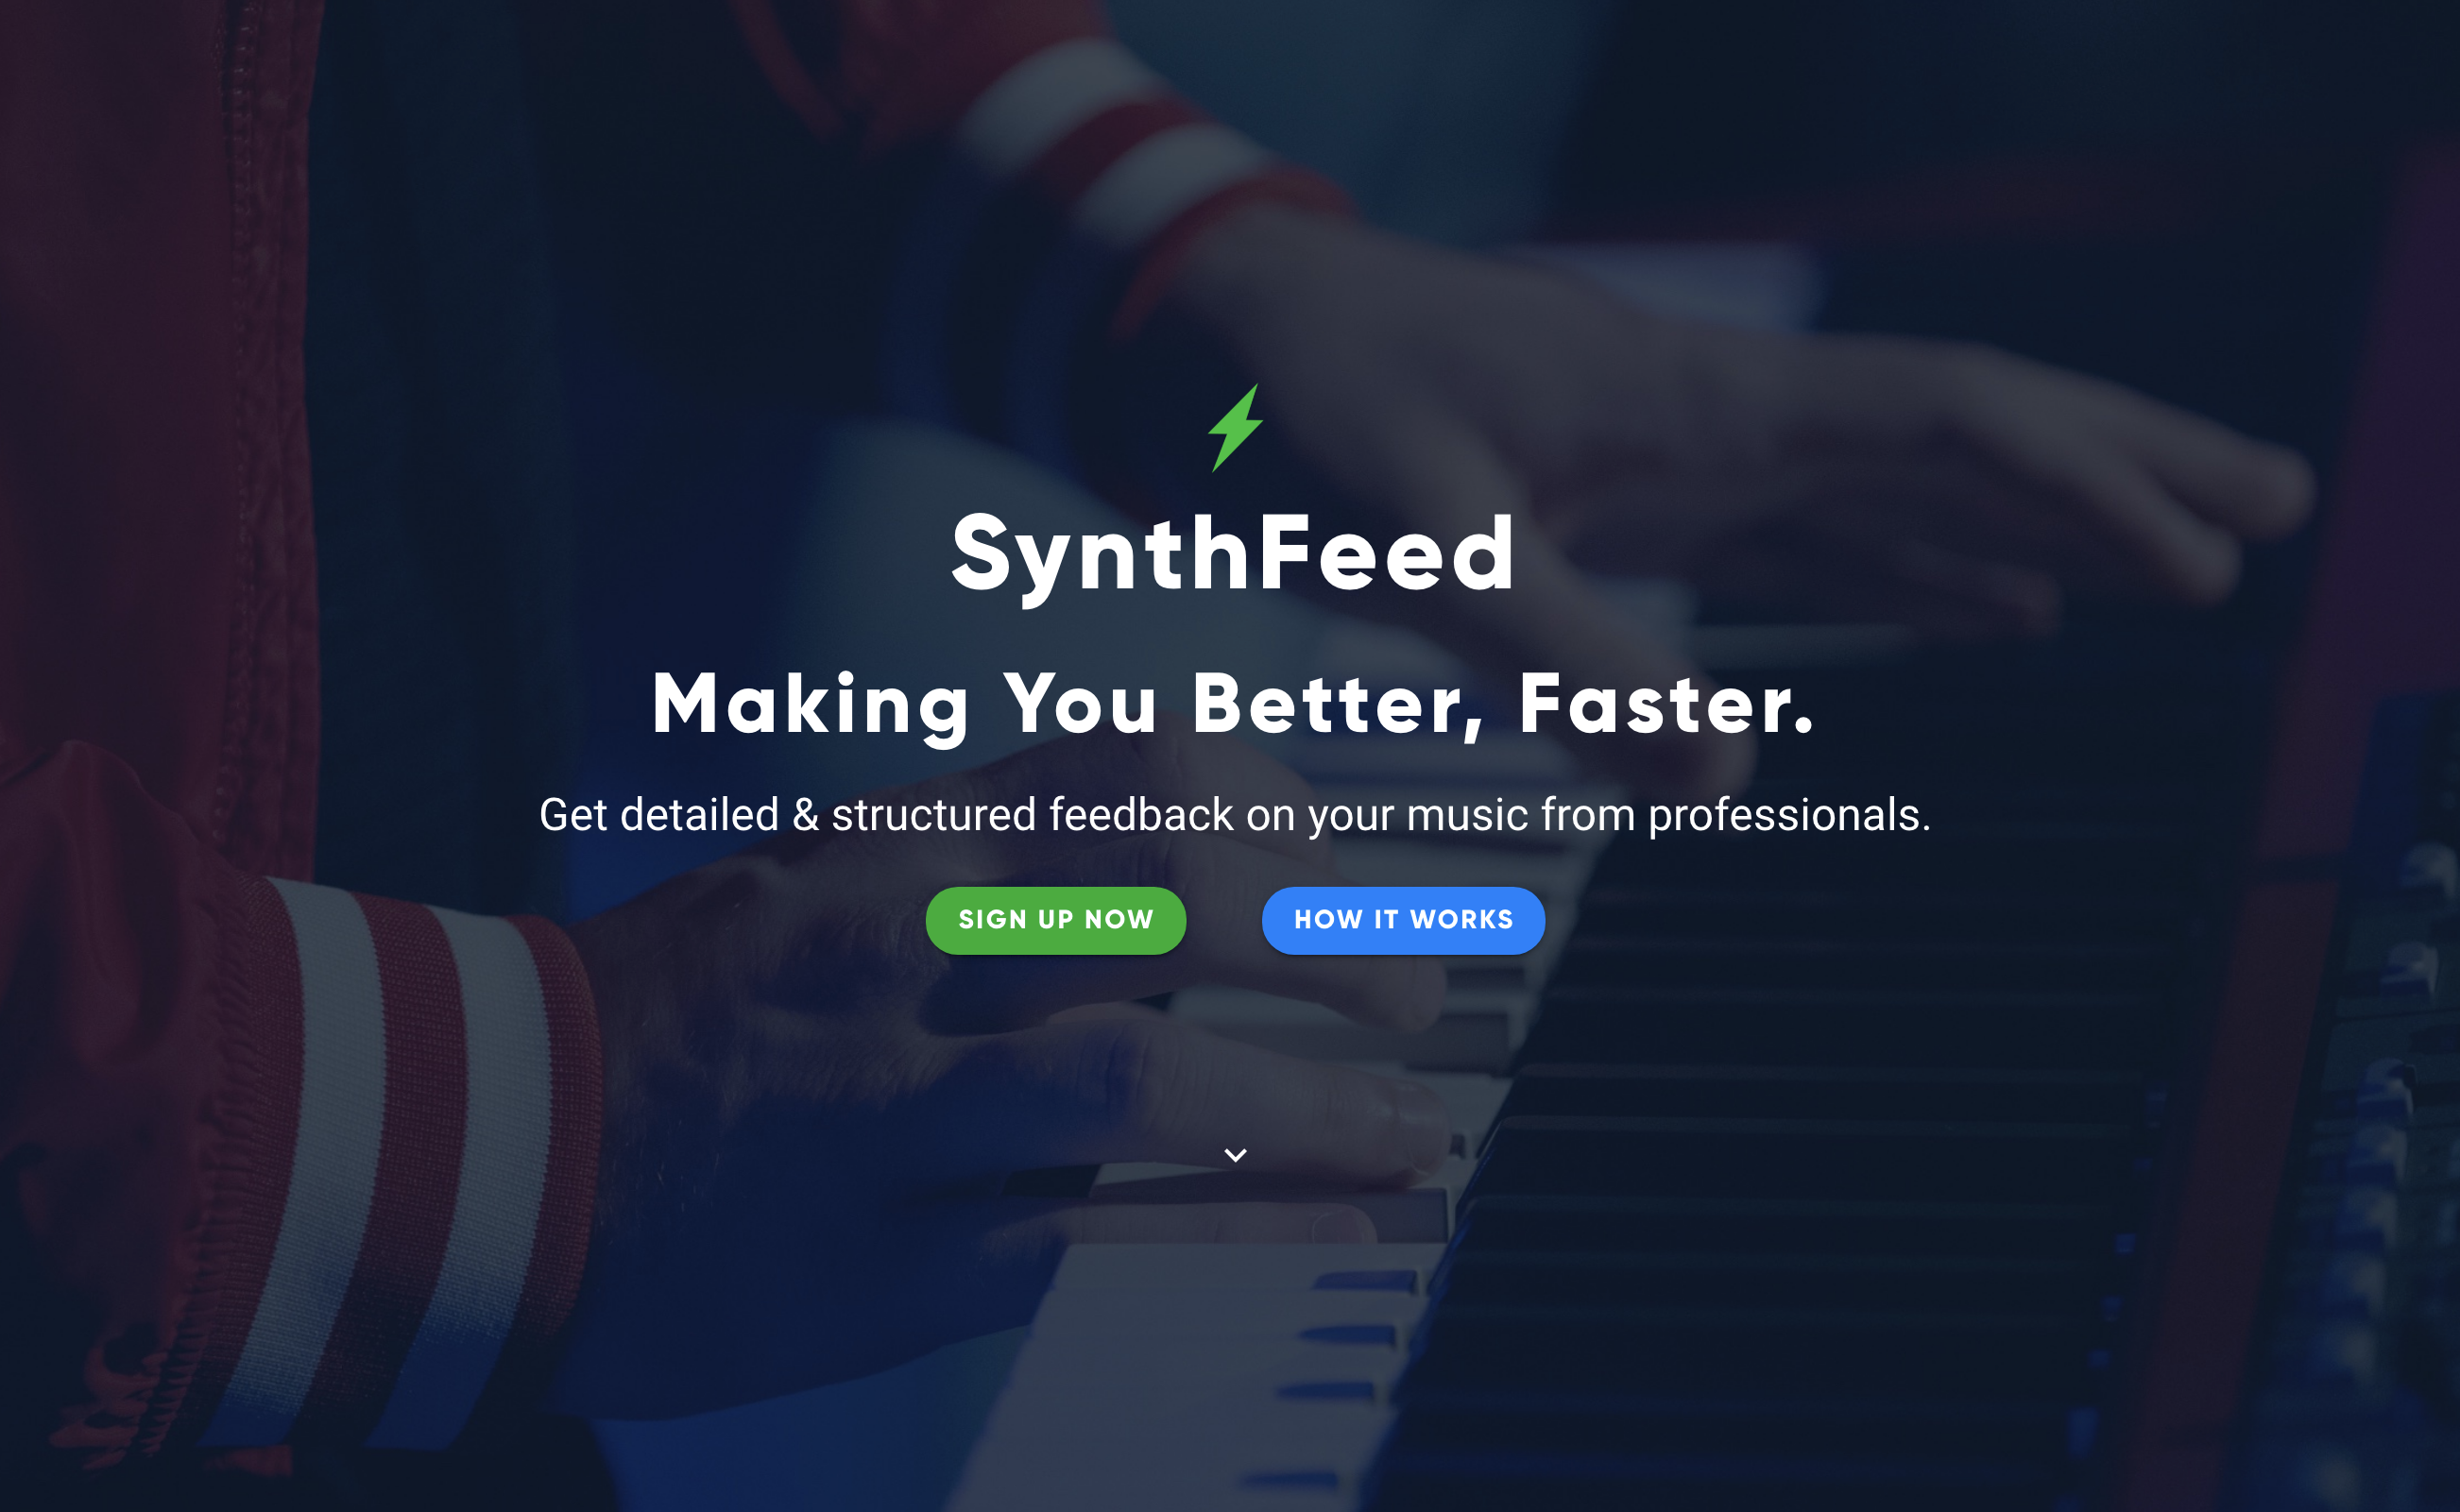 SynthFeed
Making You Better, Faster.
Get detailed & structured feedback on your music from professionals.
SIGN UP NOW
HOW IT WORKS